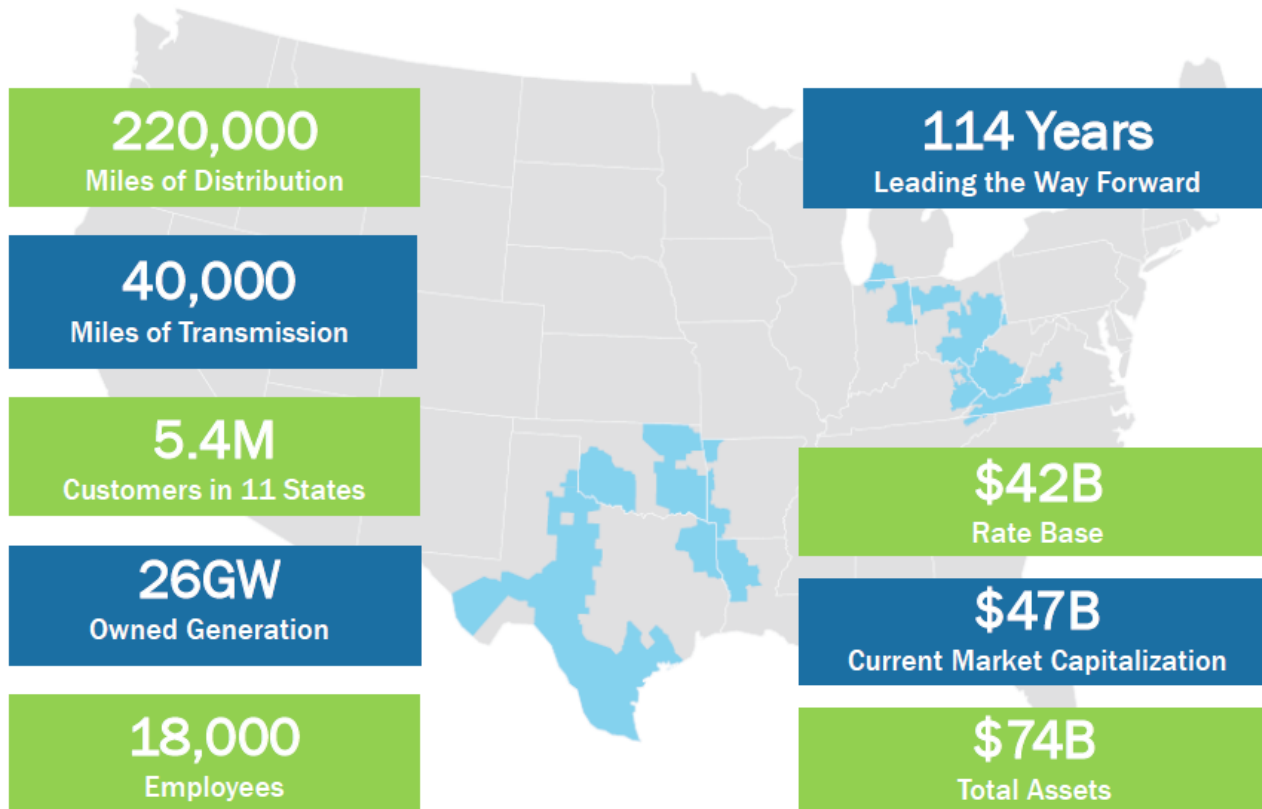 220,000
Miles of Distribution
40,000
Miles of Transmission
5.4M
Customers in 11 States
26GW
Owned Generation
18,000
Employees
114 Years
Leading the Way Forward
$42B
Rate Base
$47B
Current Market Capitalization
$74B
Total Assets